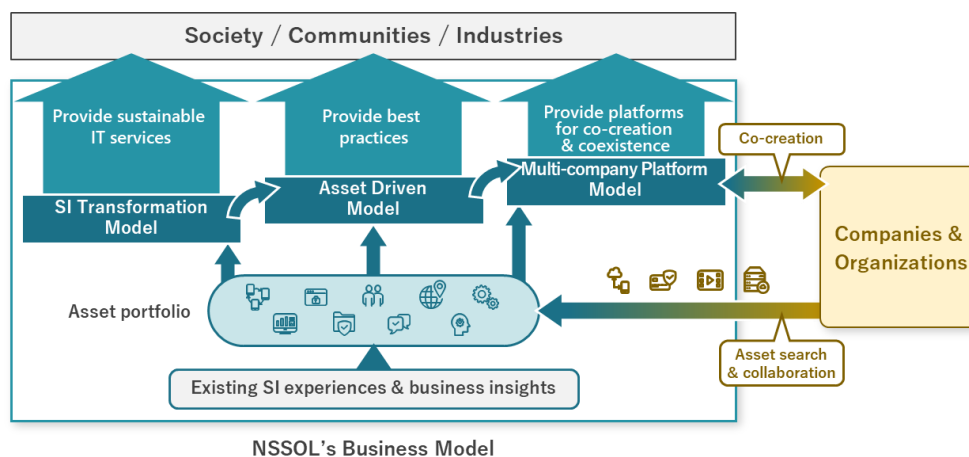 Society / Communities / Industries
Provide sustainable
IT services
Provide best
practices
Provide platforms
for co-creation
& coexistence
SI Transformation
Model
Asset Driven
Model
Multi-company Platform
Model
Co-creation
Companies &
Organizations
Asset portfolio
Asset search
& collaboration
Existing SI experiences & business insights
NSSOL's Business Model